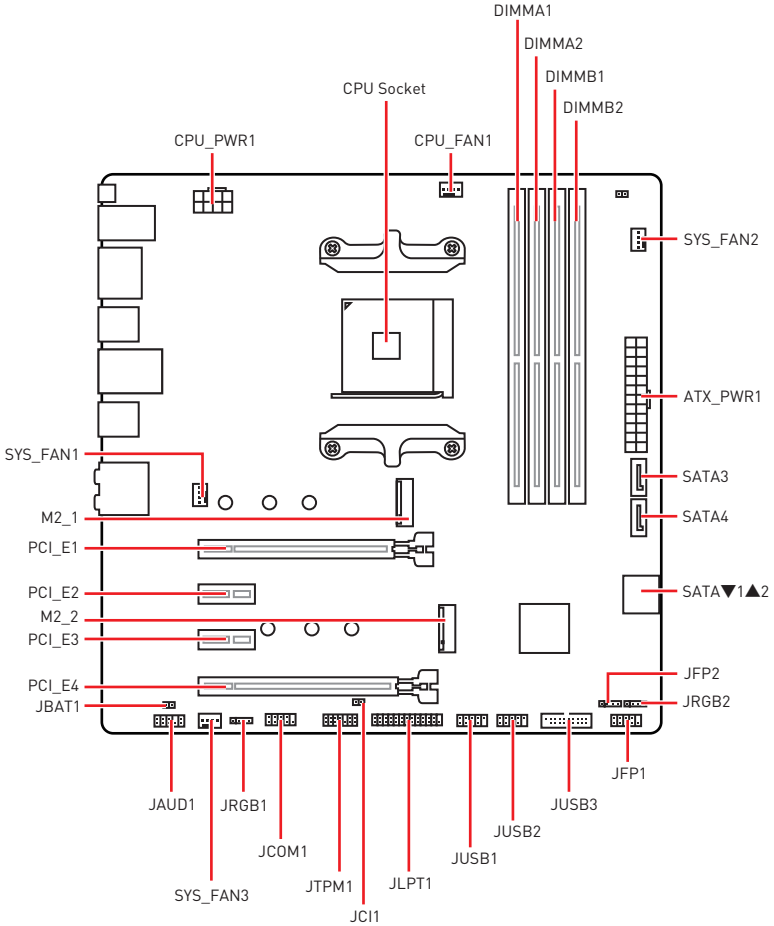 DIMMA1
DIMMA2
DIMMB1
CPU Socket
DIMMB2
CPU_PWR1
CPU_FAN1
SYS_FAN2
ATX_PWR1
SYS_FAN1
SATA3
M2_1
SATA4
PCI_E1
PCI_E2
SATA▼1▲2
M2_2
PCI_E3
JFP2
PCI_E4
JRGB2
JBAT1
JFP1
JAUD1
JRGB1
JUSB3
JUSB2
JCOM1
JUSB1
JTPM1
JLPT1
SYS_FAN3
JCI1